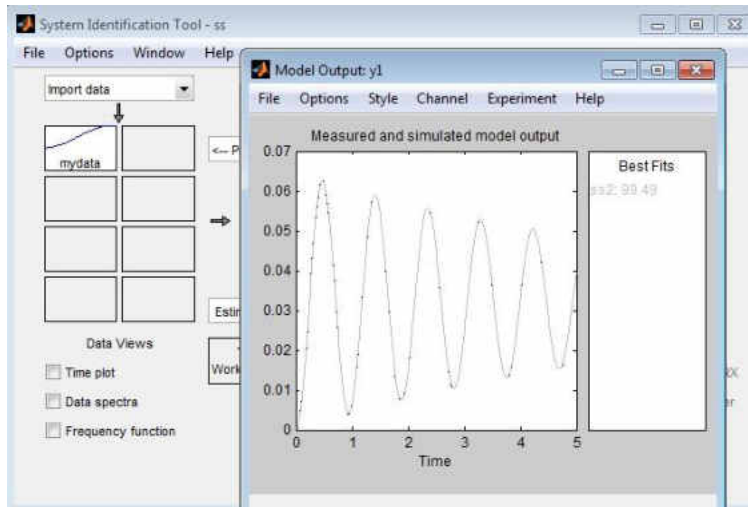 System Identification Tool - ss
File Options Window Help
Import data
mydata
<-- P
Estin
Work
Data Views
Time plot
Data spectra
Frequency function
Model Output: y1
File Options Style Channel Experiment Help
Measured and simulated model output
0.07
0.06
0.05
0.04
0.03
0.02
0.01
0
0 1 2 3 4 5
Time
Best Fits
ss2: 99.49